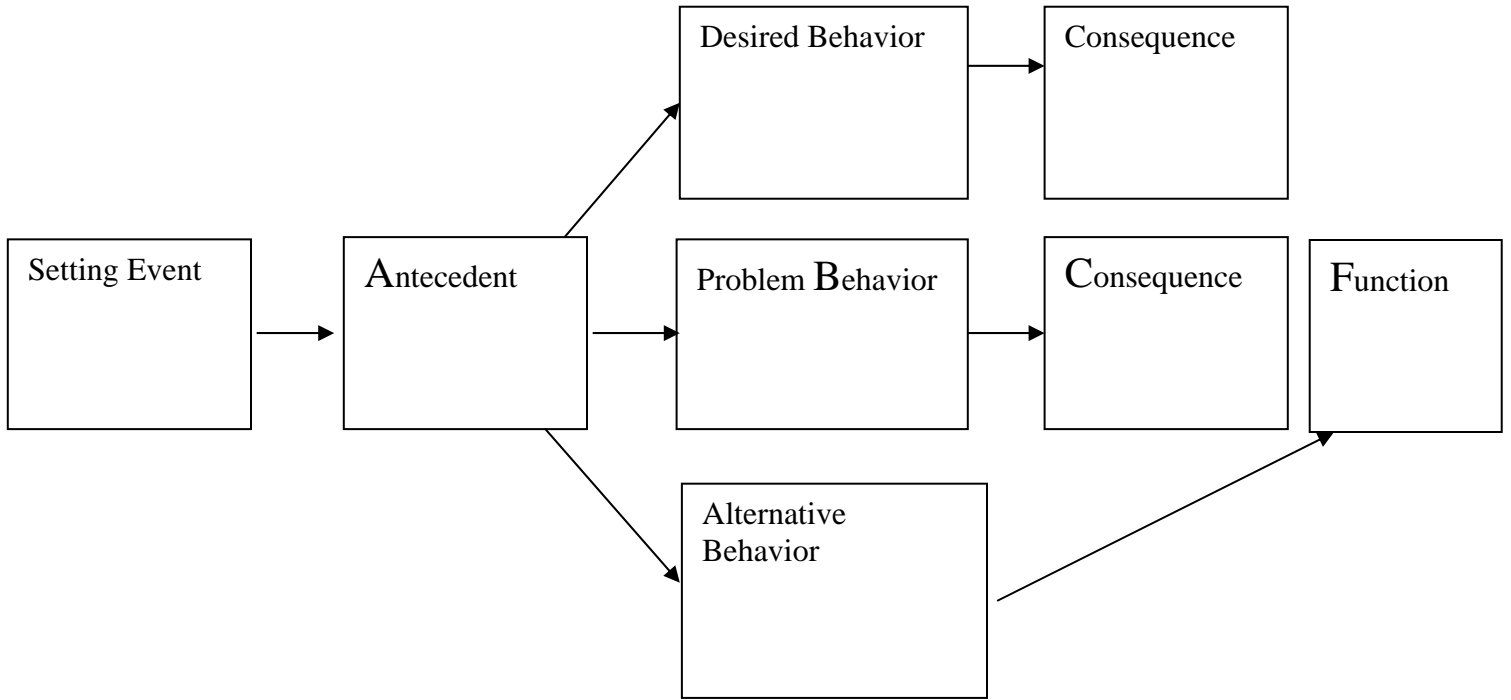 Desired Behavior
Consequence
Setting Event
Antecedent
Problem Behavior
Consequence
Function
Alternative
Behavior